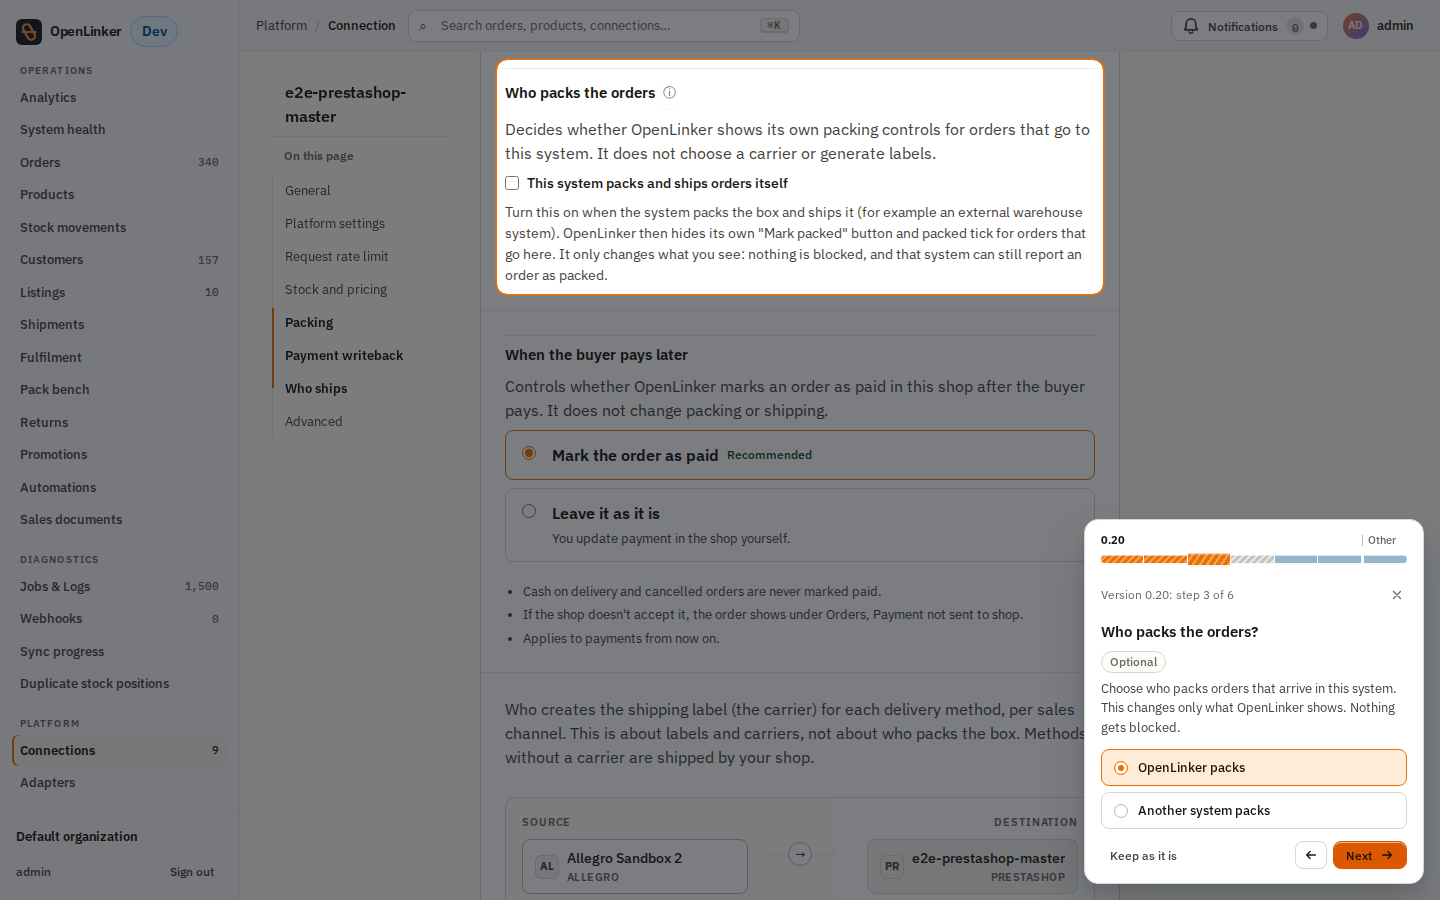 OpenLinker Dev
Platform / Connection
Search orders, products, connections... ⌘K
Notifications 0
AD admin
OPERATIONS
Analytics
System health
Orders 340
Products
Stock movements
Customers 157
Listings 10
Shipments
Fulfilment
Pack bench
Returns
Promotions
Automations
Sales documents
DIAGNOSTICS
Jobs & Logs 1,500
Webhooks 0
Sync progress
Duplicate stock positions
PLATFORM
Connections 9
Adapters
Default organization
admin Sign out
e2e-prestashop-
master
On this page
General
Platform settings
Request rate limit
Stock and pricing
Packing
Payment writeback
Who ships
Advanced
Who packs the orders ⓘ
Decides whether OpenLinker shows its own packing controls for orders that go to
this system. It does not choose a carrier or generate labels.
This system packs and ships orders itself
Turn this on when the system packs the box and ships it (for example an external warehouse
system). OpenLinker then hides its own "Mark packed" button and packed tick for orders that
go here. It only changes what you see: nothing is blocked, and that system can still report an
order as packed.
When the buyer pays later
Controls whether OpenLinker marks an order as paid in this shop after the buyer
pays. It does not change packing or shipping.
Mark the order as paid Recommended
Leave it as it is
You update payment in the shop yourself.
• Cash on delivery and cancelled orders are never marked paid.
• If the shop doesn't accept it, the order shows under Orders, Payment not sent to shop.
• Applies to payments from now on.
Who creates the shipping label (the carrier) for each delivery method, per sales
channel. This is about labels and carriers, not about who packs the box. Methods
without a carrier are shipped by your shop.
SOURCE
AL Allegro Sandbox 2
ALLEGRO
→
DESTINATION
PR e2e-prestashop-master
PRESTASHOP
0.20 Other
Version 0.20: step 3 of 6
Who packs the orders?
Optional
Choose who packs orders that arrive in this system.
This changes only what OpenLinker shows. Nothing
gets blocked.
OpenLinker packs
Another system packs
Keep as it is ← Next →